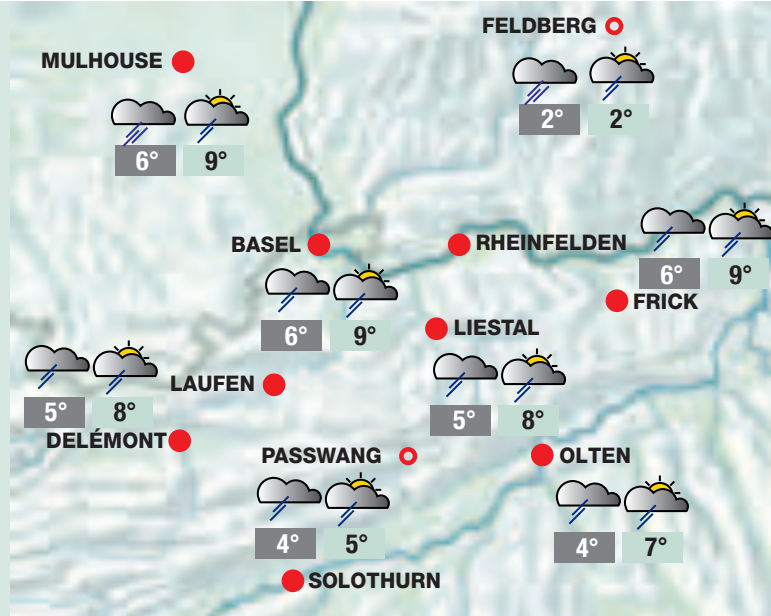 FELDBERG
MULHOUSE
2° 2°
6° 9°
BASEL
RHEINFELDEN
6° 9°
FRICK
6° 9°
LIESTAL
LAUFEN
5° 8°
5° 8°
DELÉMONT
PASSWANG
OLTEN
4° 5°
4° 7°
SOLOTHURN